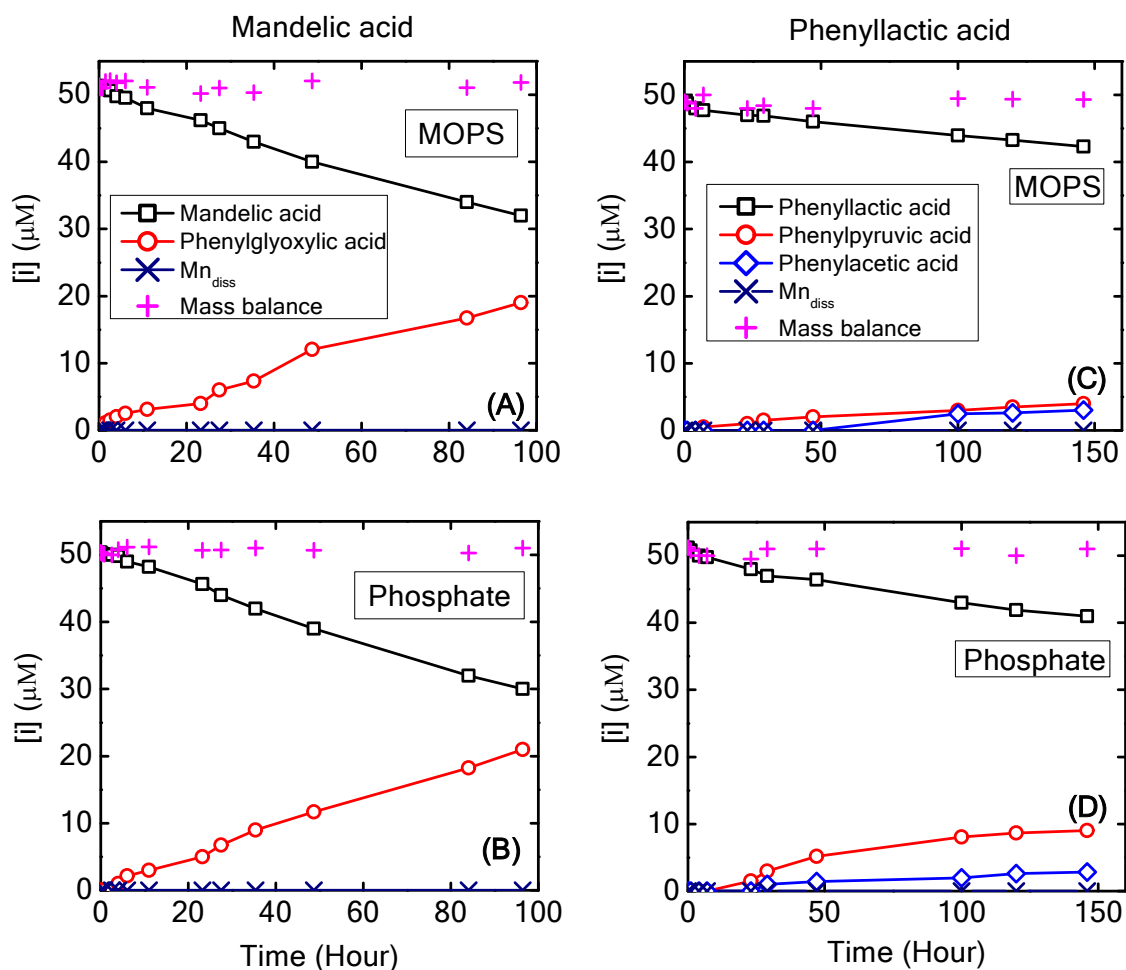 Mandelic acid
Phenyllactic acid
[i] (μM)
50
40
30
20
10
0
MOPS
Mandelic acid
Phenylglyoxylic acid
Mn diss
Mass balance
(A)
0 20 40 60 80 100
[i] (μM)
50
40
30
20
10
0
MOPS
Phenyllactic acid
Phenylpyruvic acid
Phenylacetic acid
Mn diss
Mass balance
(C)
0 50 100 150
[i] (μM)
50
40
30
20
10
0
Phosphate
(B)
0 20 40 60 80 100
Time (Hour)
[i] (μM)
50
40
30
20
10
0
Phosphate
(D)
0 50 100 150
Time (Hour)